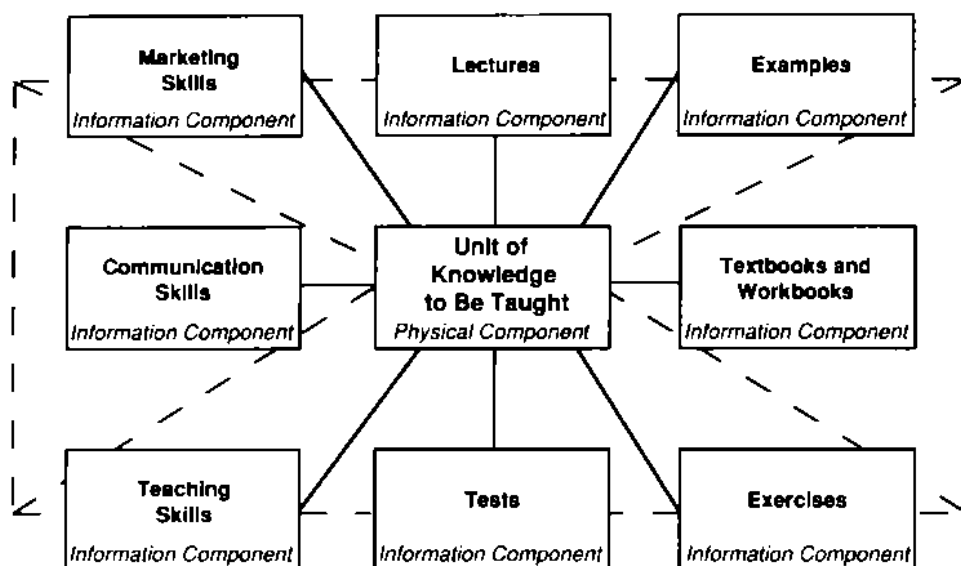 Marketing
Skills
Information Component
Lectures
Information Component
Examples
Information Component
Communication
Skills
Information Component
Unit of
Knowledge
to Be Taught
Physical Component
Textbooks and
Workbooks
Information Component
Teaching
Skills
Information Component
Tests
Information Component
Exercises
Information Component